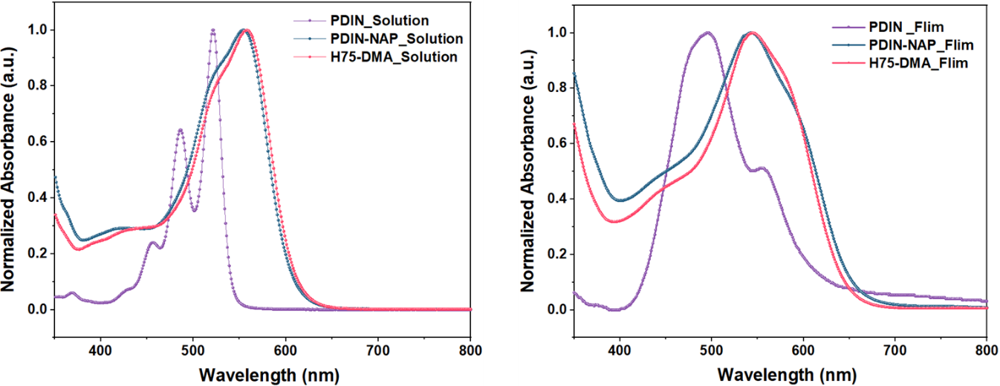 PDIN_Solution
PDIN-NAP_Solution
H75-DMA_Solution
Normalized Absorbance (a.u.)
1.0
0.8
0.6
0.4
0.2
0.0
400
500
600
700
800
Wavelength (nm)
PDIN _Flim
PDIN-NAP_Flim
H75-DMA_Flim
Normalized Absorbance (a.u.)
1.0
0.8
0.6
0.4
0.2
0.0
400
500
600
700
800
Wavelength (nm)